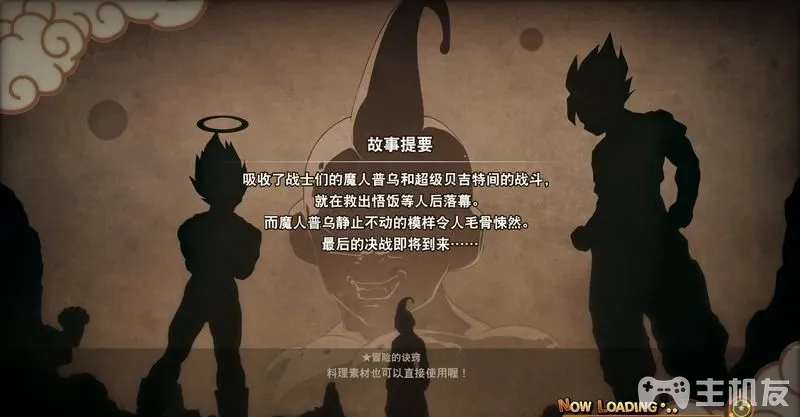 故事提要
吸收了战士们的魔人普乌和超级贝吉特间的战斗，
就在救出悟饭等人后落幕。
而魔人普乌静止不动的模样令人毛骨悚然。
最后的决战即将到来……
★冒险的诀窍
料理素材也可以直接使用喔！
NOW LOADING...
主机友